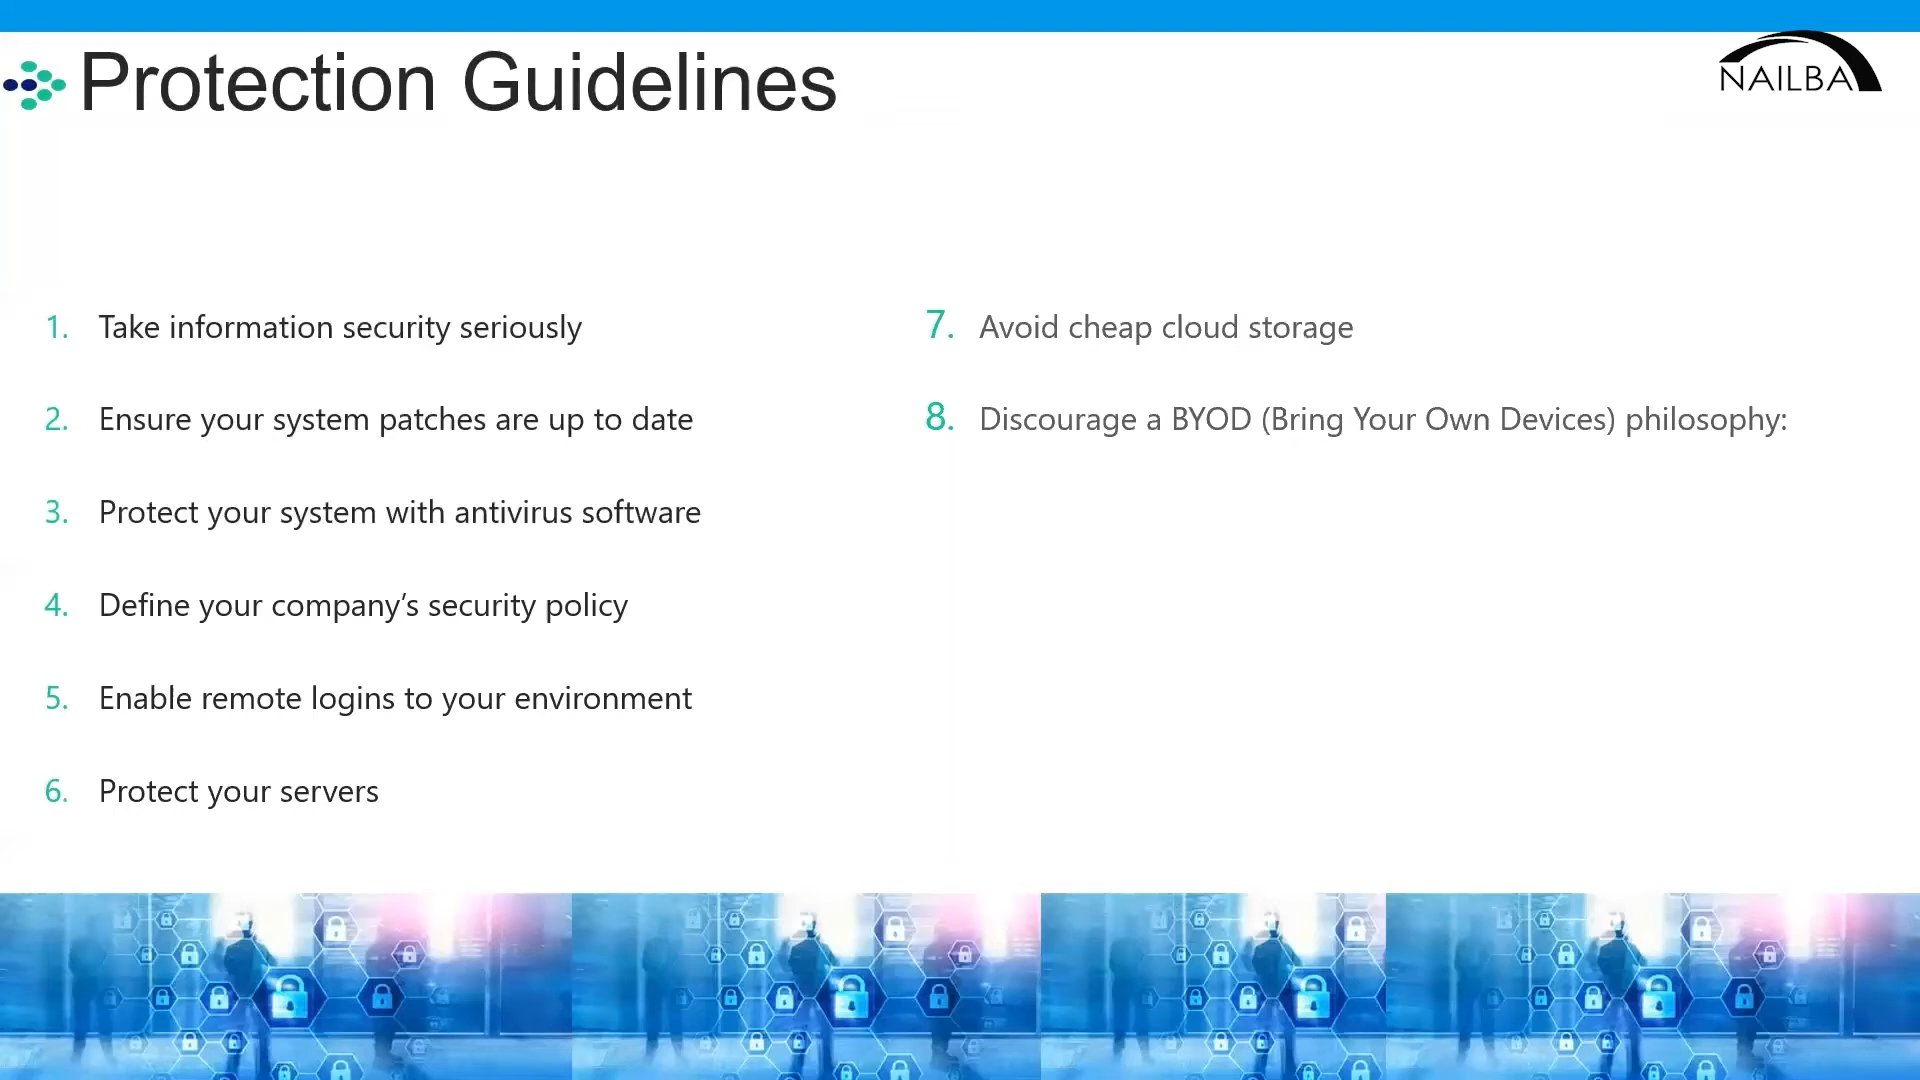 Protection Guidelines
NAILBA
1. Take information security seriously
2. Ensure your system patches are up to date
3. Protect your system with antivirus software
4. Define your company’s security policy
5. Enable remote logins to your environment
6. Protect your servers
7. Avoid cheap cloud storage
8. Discourage a BYOD (Bring Your Own Devices) philosophy: